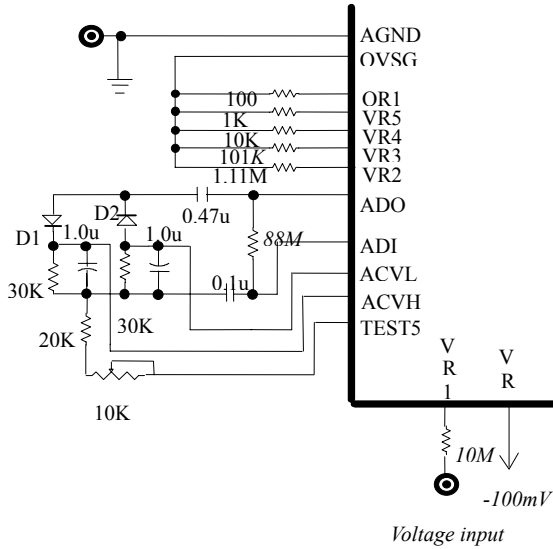 AGND
OVSG
OR1
100
VR5
1K
VR4
10K
VR3
101K
VR2
1.11M
ADO
D2
0.47u
D1
1.0u
1.0u
88M
ADI
30K
0.1u
ACVL
30K
ACVH
20K
TEST5
10K
V
R
1
V
R
10M
-100mV
Voltage input